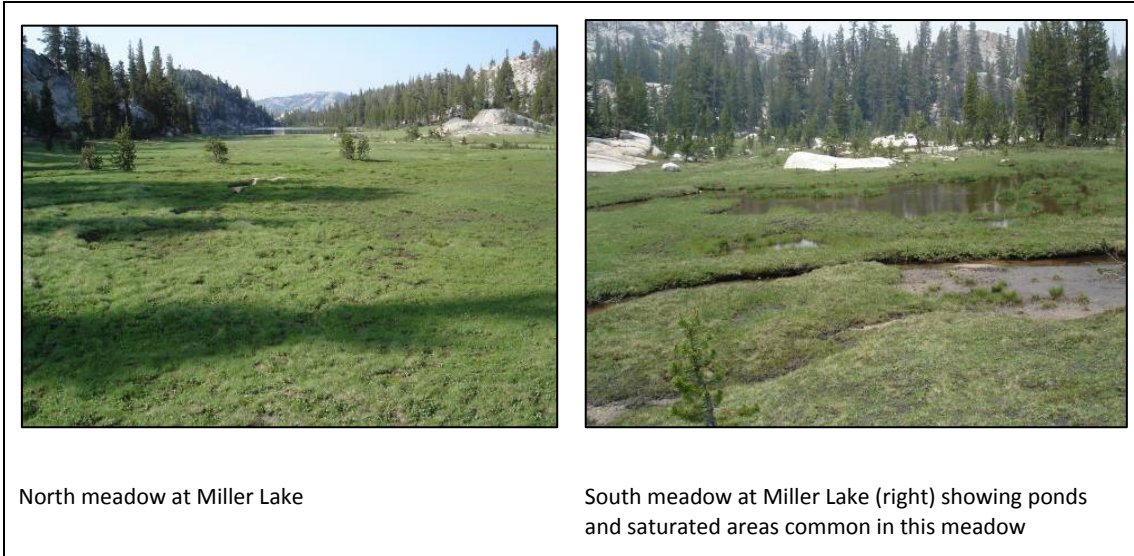 North meadow at Miller Lake
South meadow at Miller Lake (right) showing ponds
and saturated areas common in this meadow